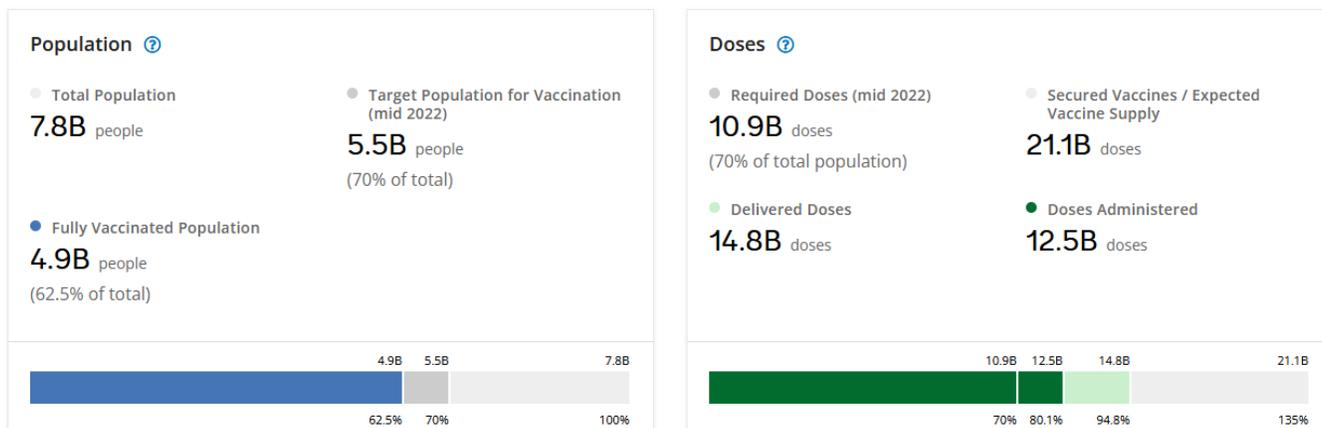 Population ?
Total Population
7.8B people
Target Population for Vaccination
(mid 2022)
5.5B people
(70% of total)
Fully Vaccinated Population
4.9B people
(62.5% of total)
4.9B 5.5B 7.8B
62.5% 70% 100%
Doses ?
Required Doses (mid 2022)
10.9B doses
(70% of total population)
Secured Vaccines / Expected
Vaccine Supply
21.1B doses
Delivered Doses
14.8B doses
Doses Administered
12.5B doses
10.9B 12.5B 14.8B 21.1B
70% 80.1% 94.8% 135%